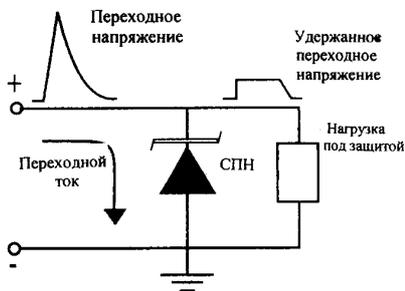 Переходное
напряжение
Удержанное
переходное
напряжение
+
Нагрузка
под защитой
Переходной
ток
СПН
-